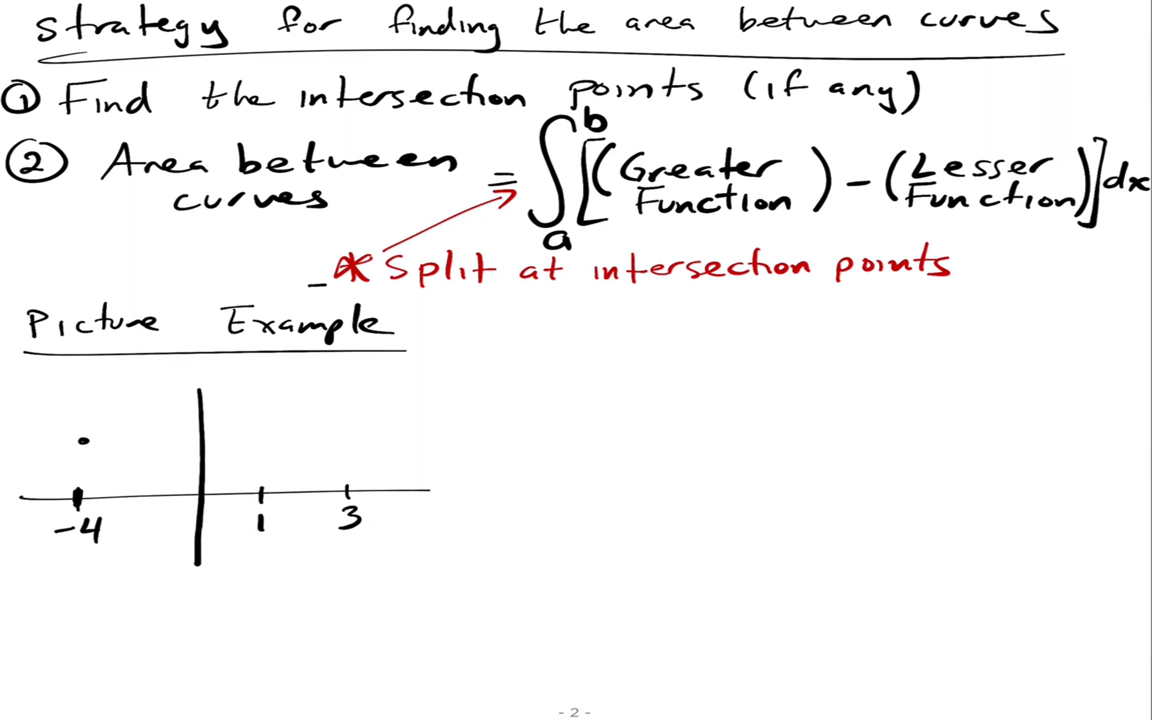 strategy for finding the area between curves
① Find the intersection points (if any)
② Area between curves = ∫_a^b [(Greater Function) - (Lesser Function)] dx
* Split at intersection points
Picture Example
-4 1 3
- 2 -